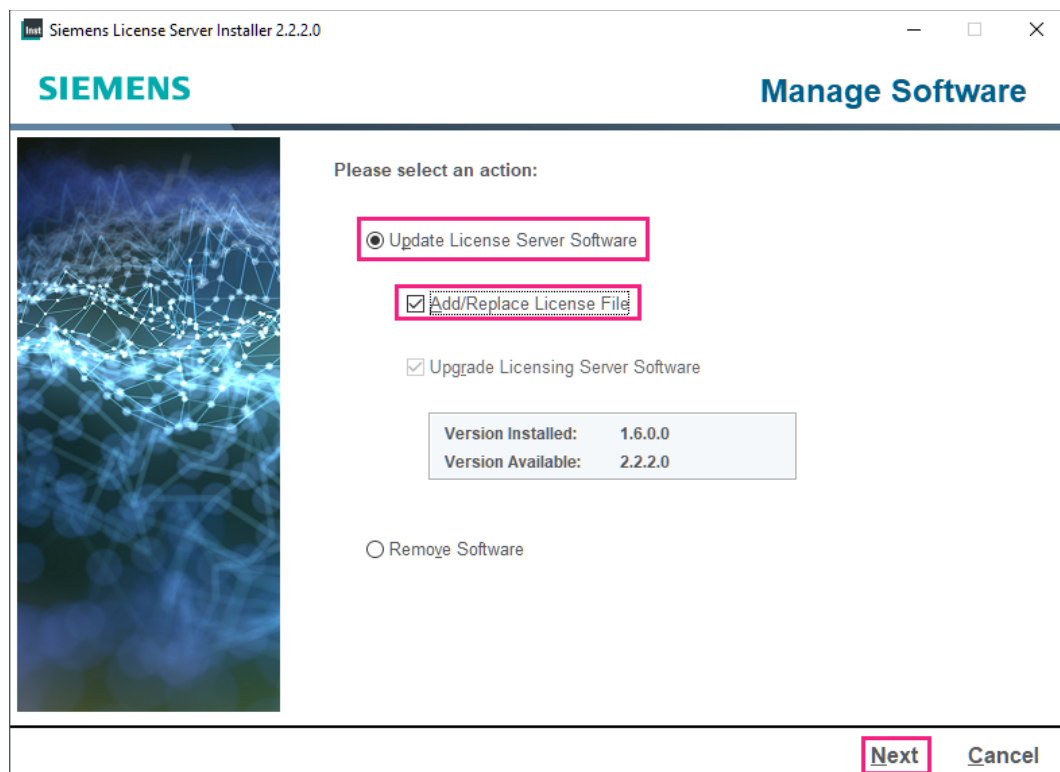 Inst Siemens License Server Installer 2.2.2.0
SIEMENS
Manage Software
Please select an action:
Update License Server Software
Add/Replace License File
Upgrade Licensing Server Software
Version Installed: 1.6.0.0
Version Available: 2.2.2.0
Remove Software
Next Cancel